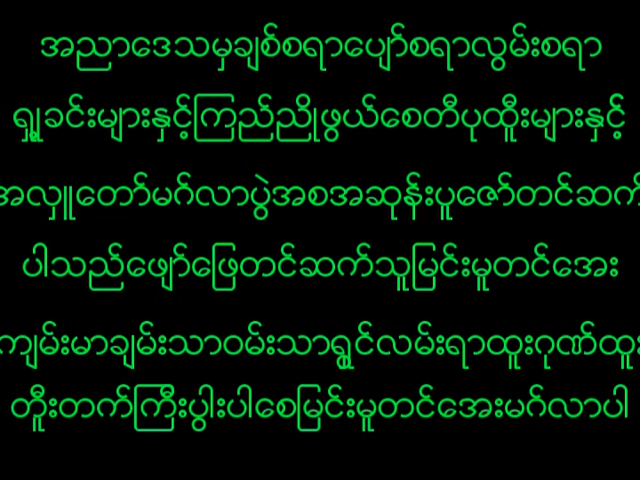 အညာဒေသမှချစ်စရာပျော်စရာလွမ်းစရာ
ရှု့ခင်းများနှင့်ကြည်ညိုဖွယ်စေတီပုထိူးများနှင့်
အလှူတော်မင်္ဂလာပွဲအစအဆုန်းပူဇော်တင်ဆက်
ပါသည်ဖျော်ဖြေတင်ဆက်သူမြင်းမူတင်အေး
ကျမ်းမာချမ်းသာဝမ်းသာရွှင်လမ်းရာထူးဂုဏ်ထူး
တိူးတက်ကြီးပွါးပါစေမြင်းမူတင်အေးမင်္ဂလာပါ